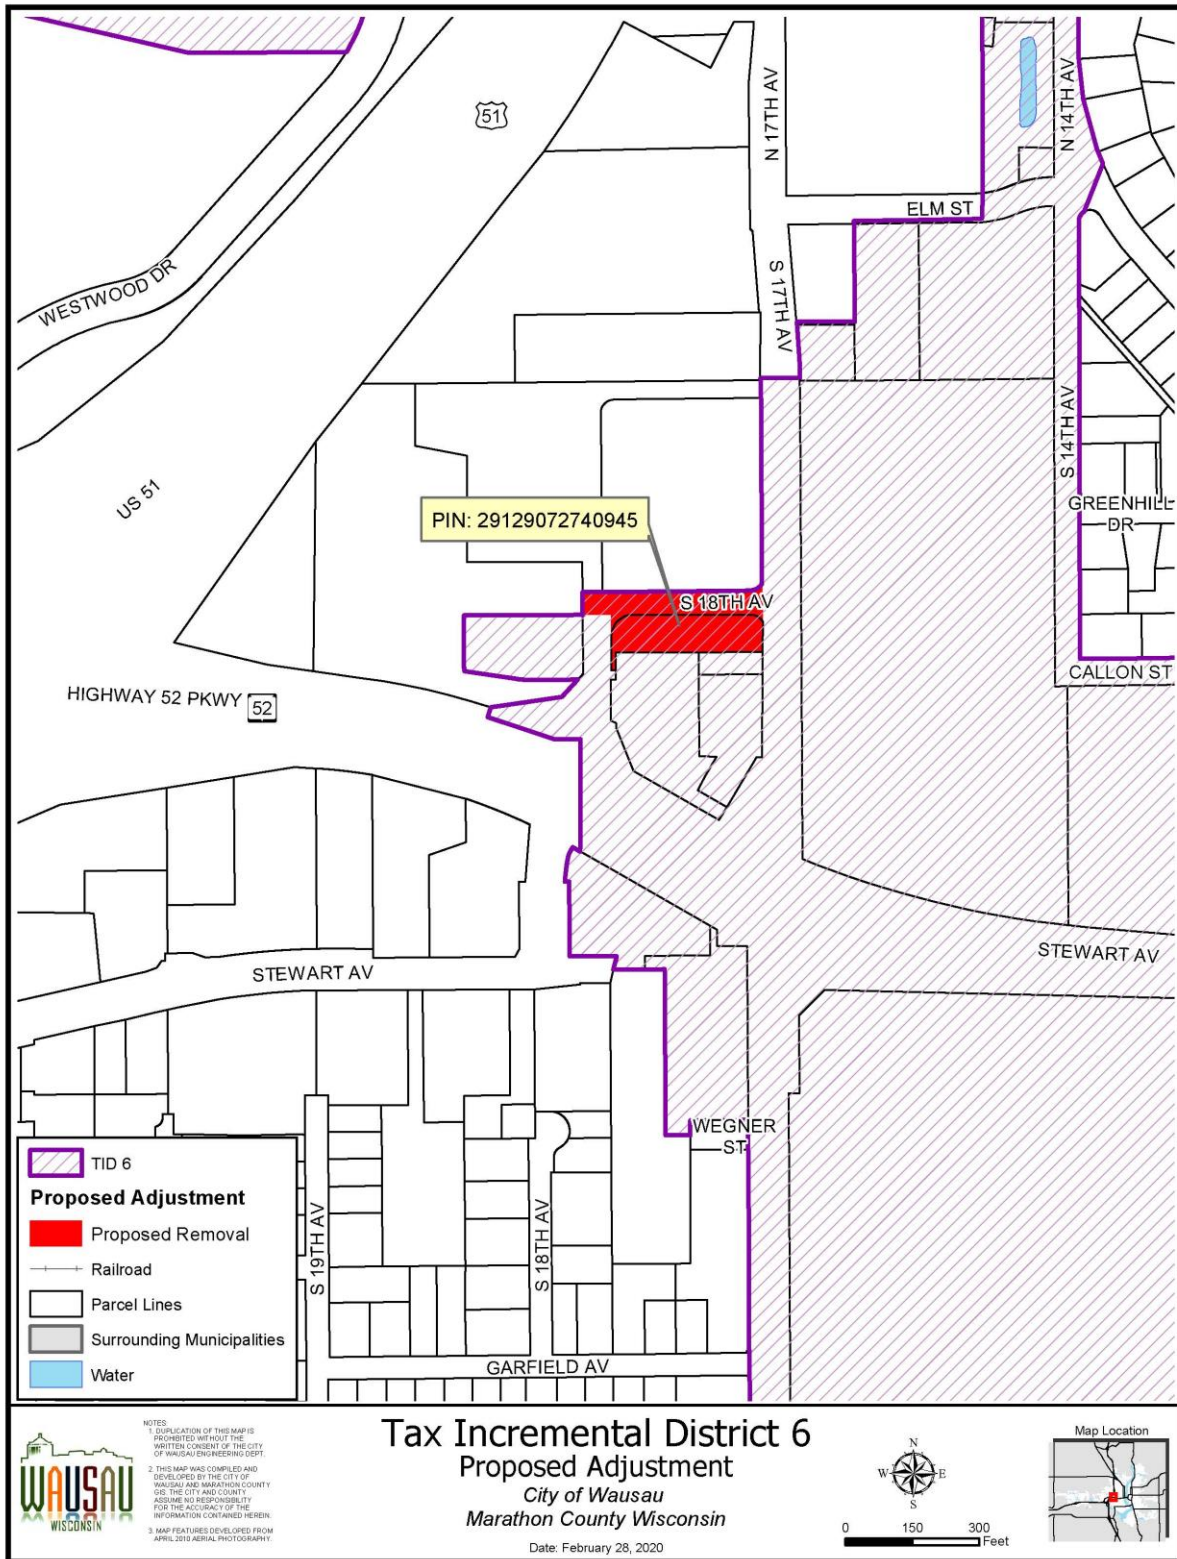 51
N 17TH AV
N 14TH AV
ELM ST
WESTWOOD DR
S 17TH AV
S 14TH AV
US 51
GREENHILL
DR
PIN: 29129072740945
S 18TH AV
CALLON ST
HIGHWAY 52 PKWY
52
STEWART AV
STEWART AV
WEGNER
ST
S 19TH AV
S 18TH AV
GARFIELD AV
TID 6
Proposed Adjustment
Proposed Removal
Railroad
Parcel Lines
Surrounding Municipalities
Water
WAUSAU
WISCONSIN
NOTES
1. DUPLICATION OF THIS MAP IS
PROHIBITED WITHOUT THE
WRITTEN CONSENT OF THE CITY
OF WAUSAU ENGINEERING DEPT.
2. THIS MAP WAS COMPILED AND
DEVELOPED BY THE CITY OF
WAUSAU AND MARATHON COUNTY
GIS. THE CITY AND COUNTY
ASSUME NO RESPONSIBILITY
FOR THE ACCURACY OF THE
INFORMATION CONTAINED HEREIN.
3. MAP FEATURES DEVELOPED FROM
APRIL 2010 AERIAL PHOTOGRAPHY.
Tax Incremental District 6
Proposed Adjustment
City of Wausau
Marathon County Wisconsin
Date: February 28, 2020
N
W E
S
0 150 300
Feet
Map Location